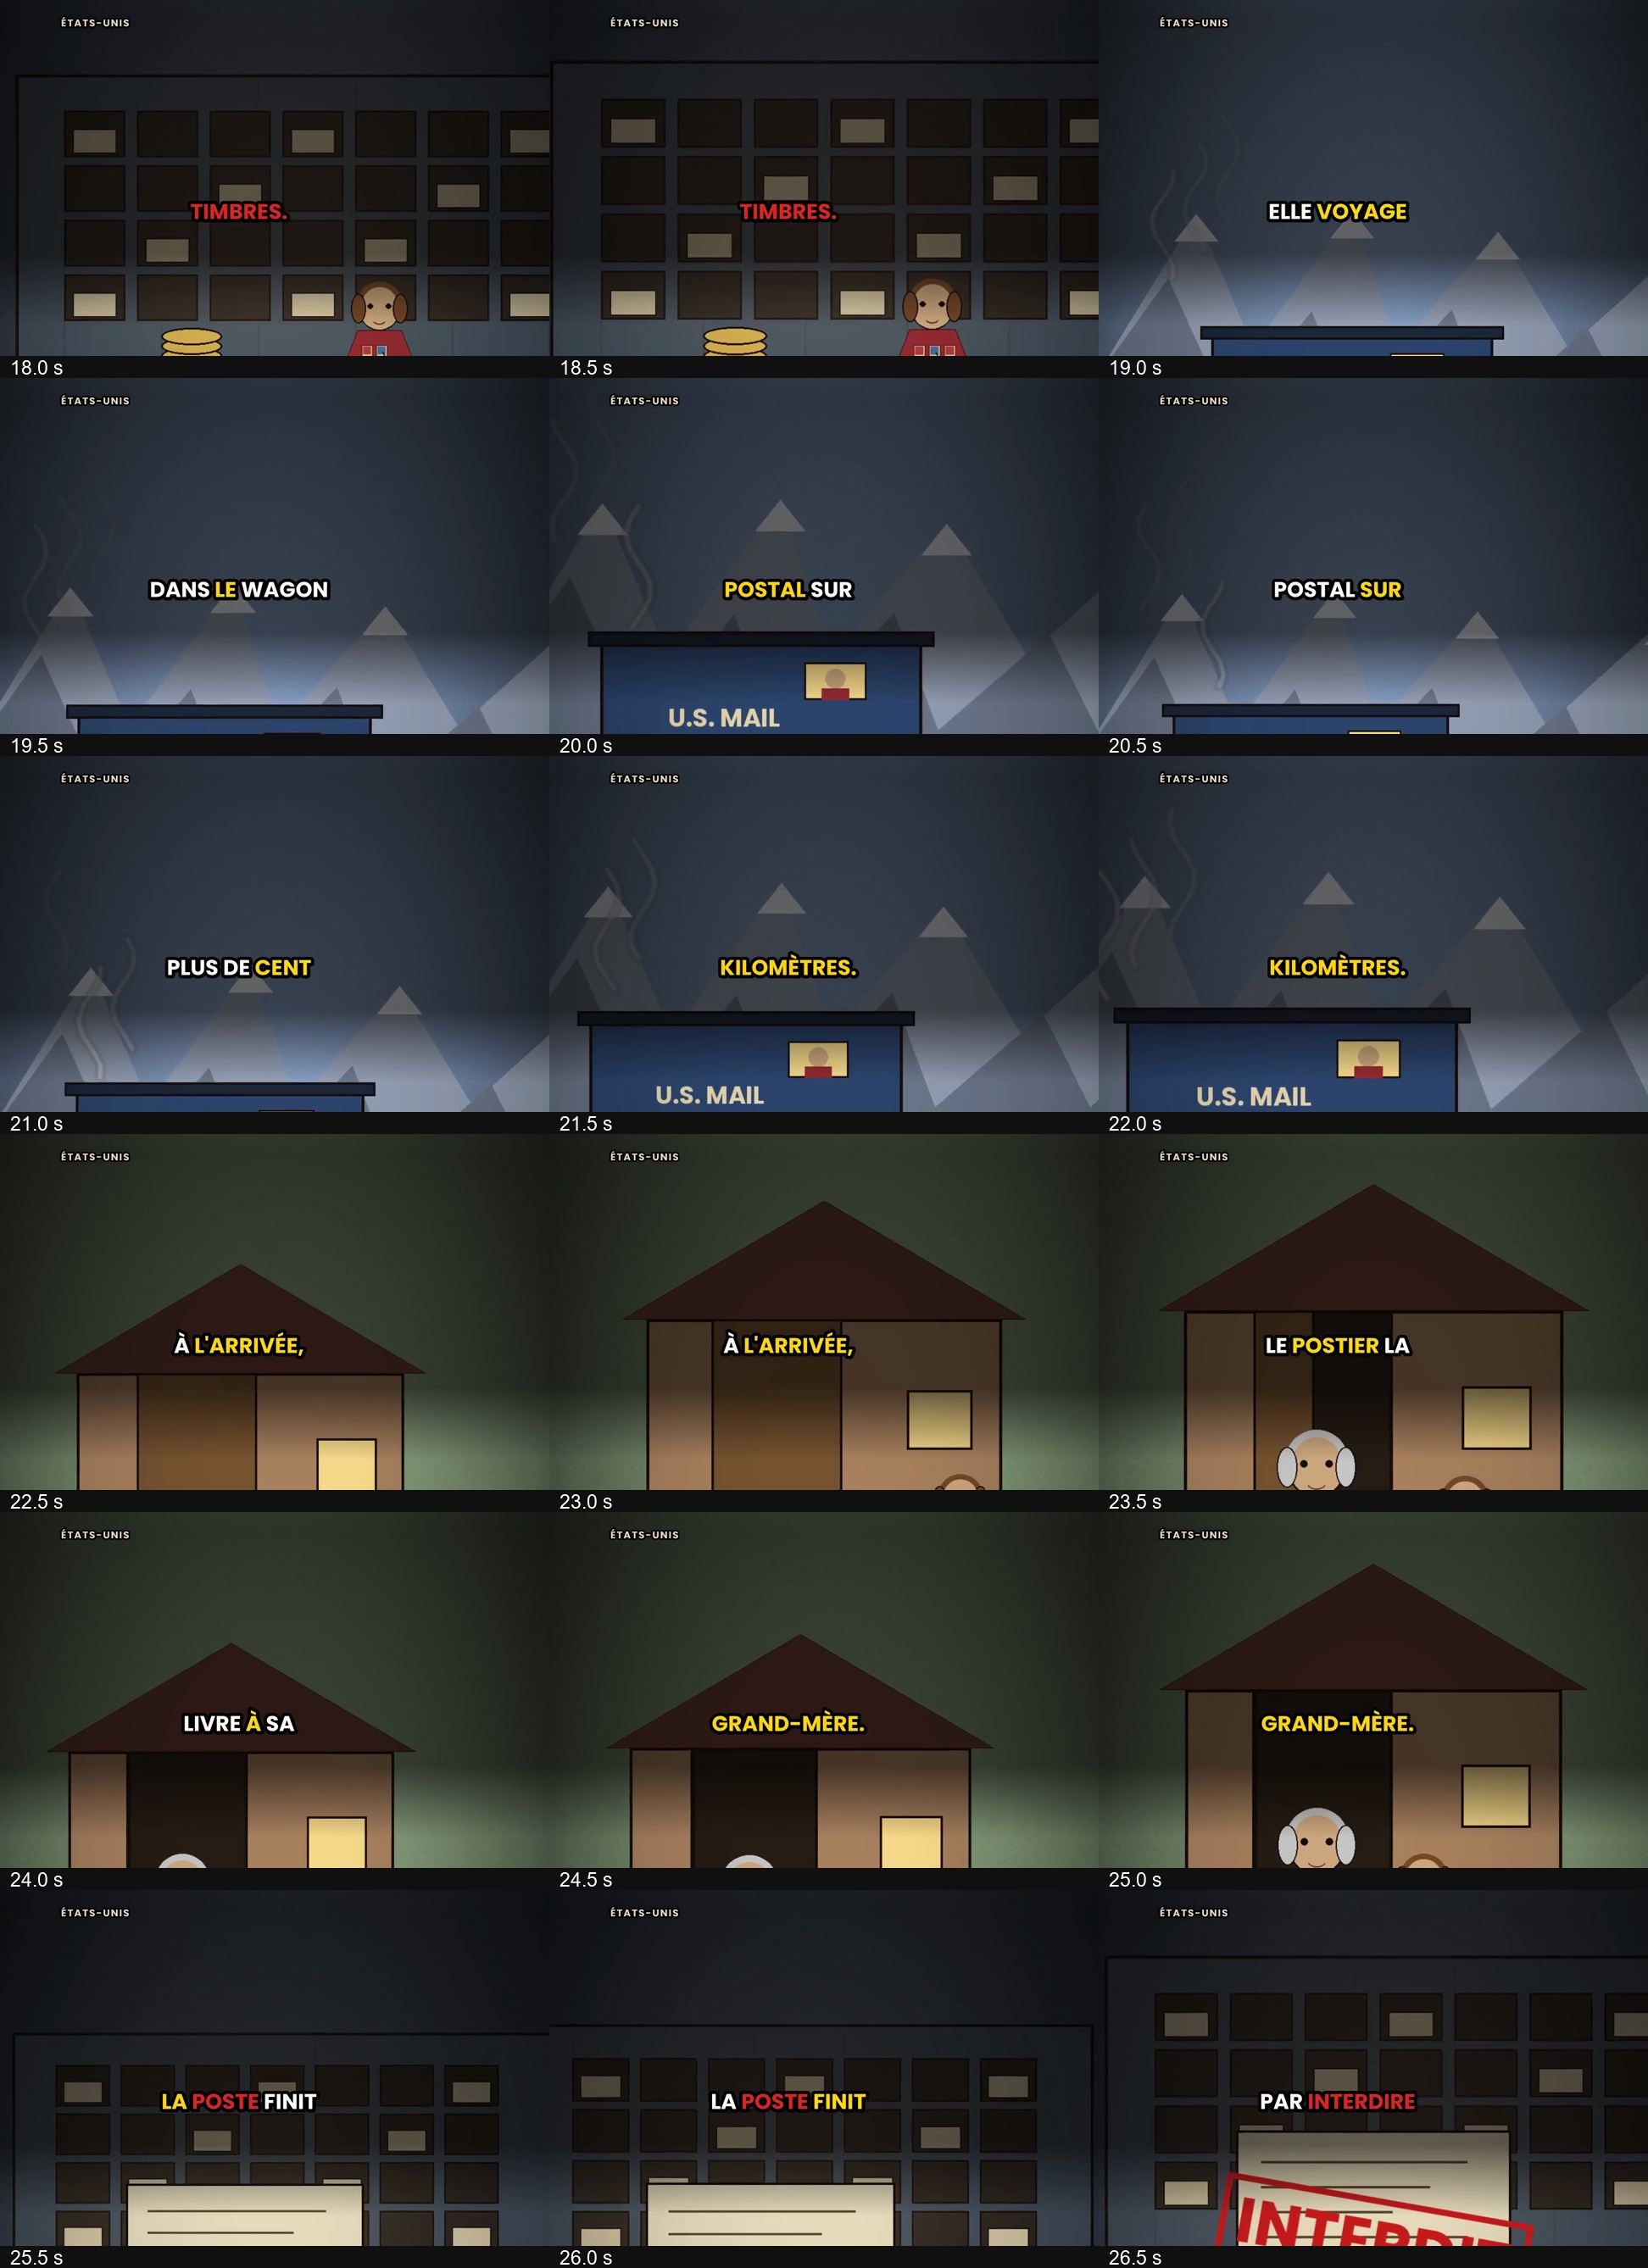 ÉTATS-UNIS
TIMBRES.
18.0 s
ÉTATS-UNIS
TIMBRES.
18.5 s
ÉTATS-UNIS
ELLE VOYAGE
19.0 s
ÉTATS-UNIS
DANS LE WAGON
19.5 s
ÉTATS-UNIS
POSTAL SUR
U.S. MAIL
20.0 s
ÉTATS-UNIS
POSTAL SUR
20.5 s
ÉTATS-UNIS
PLUS DE CENT
21.0 s
ÉTATS-UNIS
KILOMÈTRES.
U.S. MAIL
21.5 s
ÉTATS-UNIS
KILOMÈTRES.
U.S. MAIL
22.0 s
ÉTATS-UNIS
À L'ARRIVÉE,
22.5 s
ÉTATS-UNIS
À L'ARRIVÉE,
23.0 s
ÉTATS-UNIS
LE POSTIER LA
23.5 s
ÉTATS-UNIS
LIVRE À SA
24.0 s
ÉTATS-UNIS
GRAND-MÈRE.
24.5 s
ÉTATS-UNIS
GRAND-MÈRE.
25.0 s
ÉTATS-UNIS
LA POSTE FINIT
25.5 s
ÉTATS-UNIS
LA POSTE FINIT
26.0 s
ÉTATS-UNIS
PAR INTERDIRE
INTERDI
26.5 s